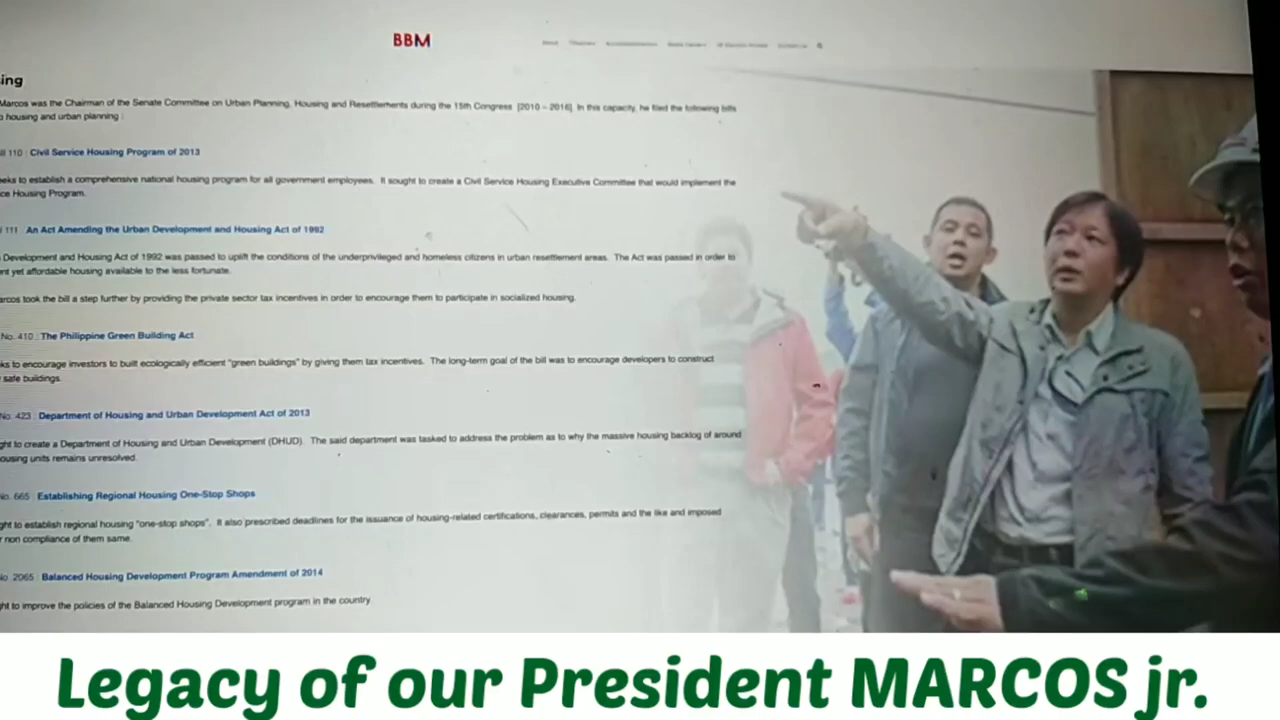 BBM
ing
Marcos was the Chairman of the Senate Committee on Urban Planning, Housing and Resettlements during the 15th Congress [2010 - 2016]. In this capacity, he filed the following bills
o housing and urban planning :
ill 110 : Civil Service Housing Program of 2013
eeks to establish a comprehensive national housing program for all government employees. It sought to create a Civil Service Housing Executive Committee that would implement the
ce Housing Program.
l 111 : An Act Amending the Urban Development and Housing Act of 1992
Development and Housing Act of 1992 was passed to uplift the conditions of the underprivileged and homeless citizens in urban resettlement areas. The Act was passed in order to
nt yet affordable housing available to the less fortunate.
arcos took the bill a step further by providing the private sector tax incentives in order to encourage them to participate in socialized housing.
No. 410 : The Philippine Green Building Act
ks to encourage investors to built ecologically efficient "green buildings" by giving them tax incentives. The long-term goal of the bill was to encourage developers to construct
safe buildings.
No. 423 : Department of Housing and Urban Development Act of 2013
ght to create a Department of Housing and Urban Development (DHUD). The said department was tasked to address the problem as to why the massive housing backlog of around
ousing units remains unresolved.
No. 665 : Establishing Regional Housing One-Stop Shops
ght to establish regional housing "one-stop shops". It also prescribed deadlines for the issuance of housing-related certifications, clearances, permits and the like and imposed
r non compliance of them same.
No. 2065 : Balanced Housing Development Program Amendment of 2014
ght to improve the policies of the Balanced Housing Development program in the country
Legacy of our President MARCOS jr.